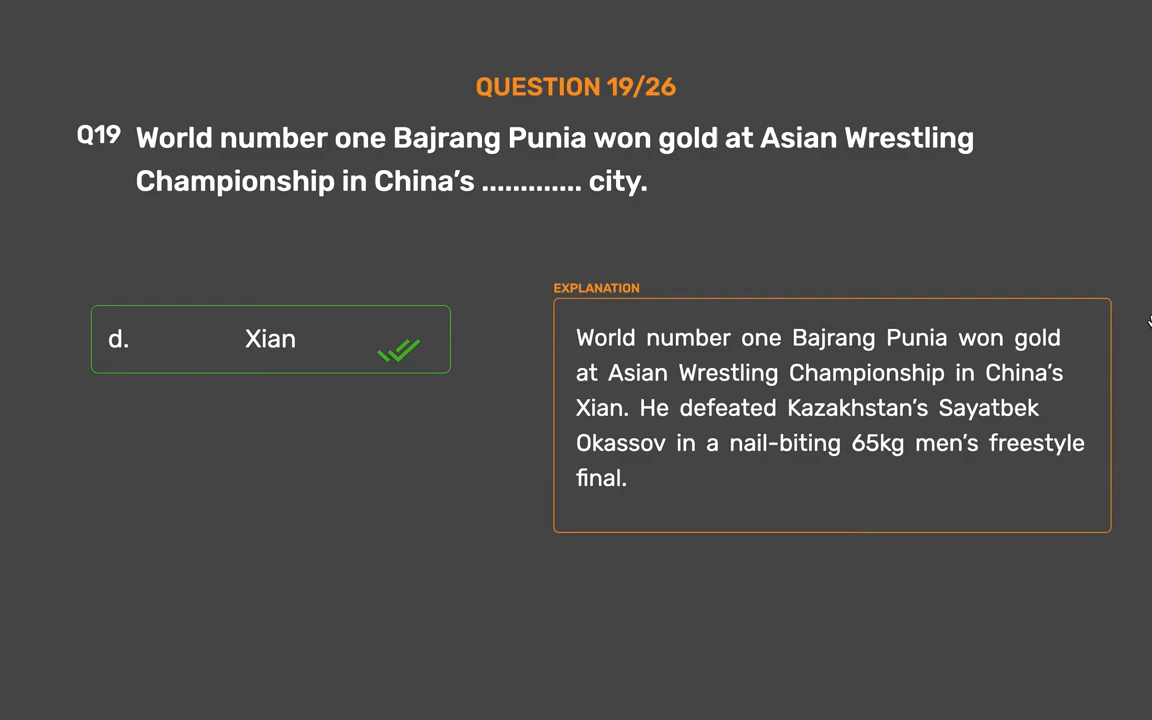 QUESTION 19/26
Q19 World number one Bajrang Punia won gold at Asian Wrestling
Championship in China’s ............. city.
d. Xian
EXPLANATION
World number one Bajrang Punia won gold
at Asian Wrestling Championship in China’s
Xian. He defeated Kazakhstan’s Sayatbek
Okassov in a nail-biting 65kg men’s freestyle
final.